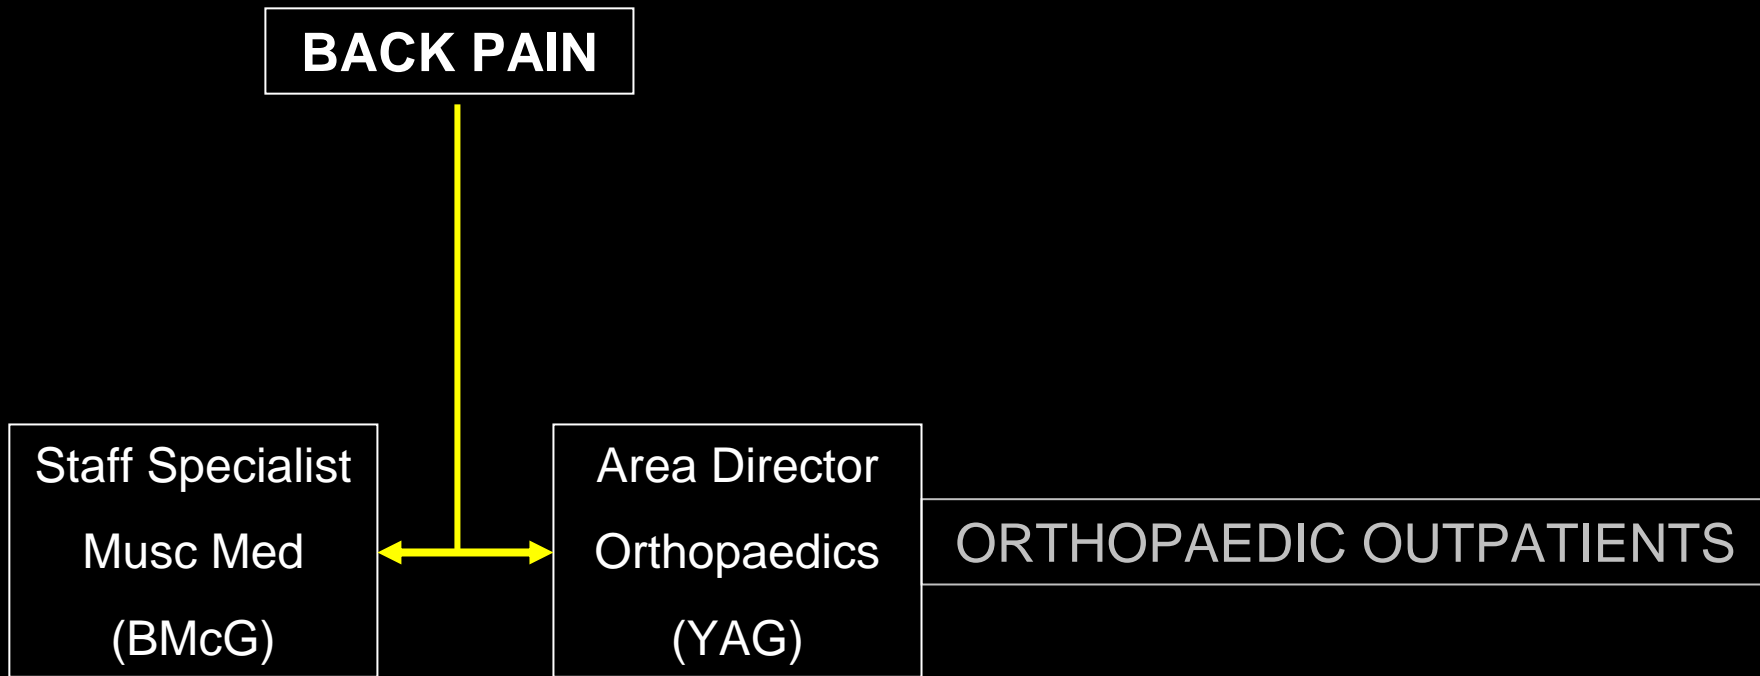 BACK PAIN
Staff Specialist
Musc Med
(BMcG)
Area Director
Orthopaedics
(YAG)
ORTHOPAEDIC OUTPATIENTS